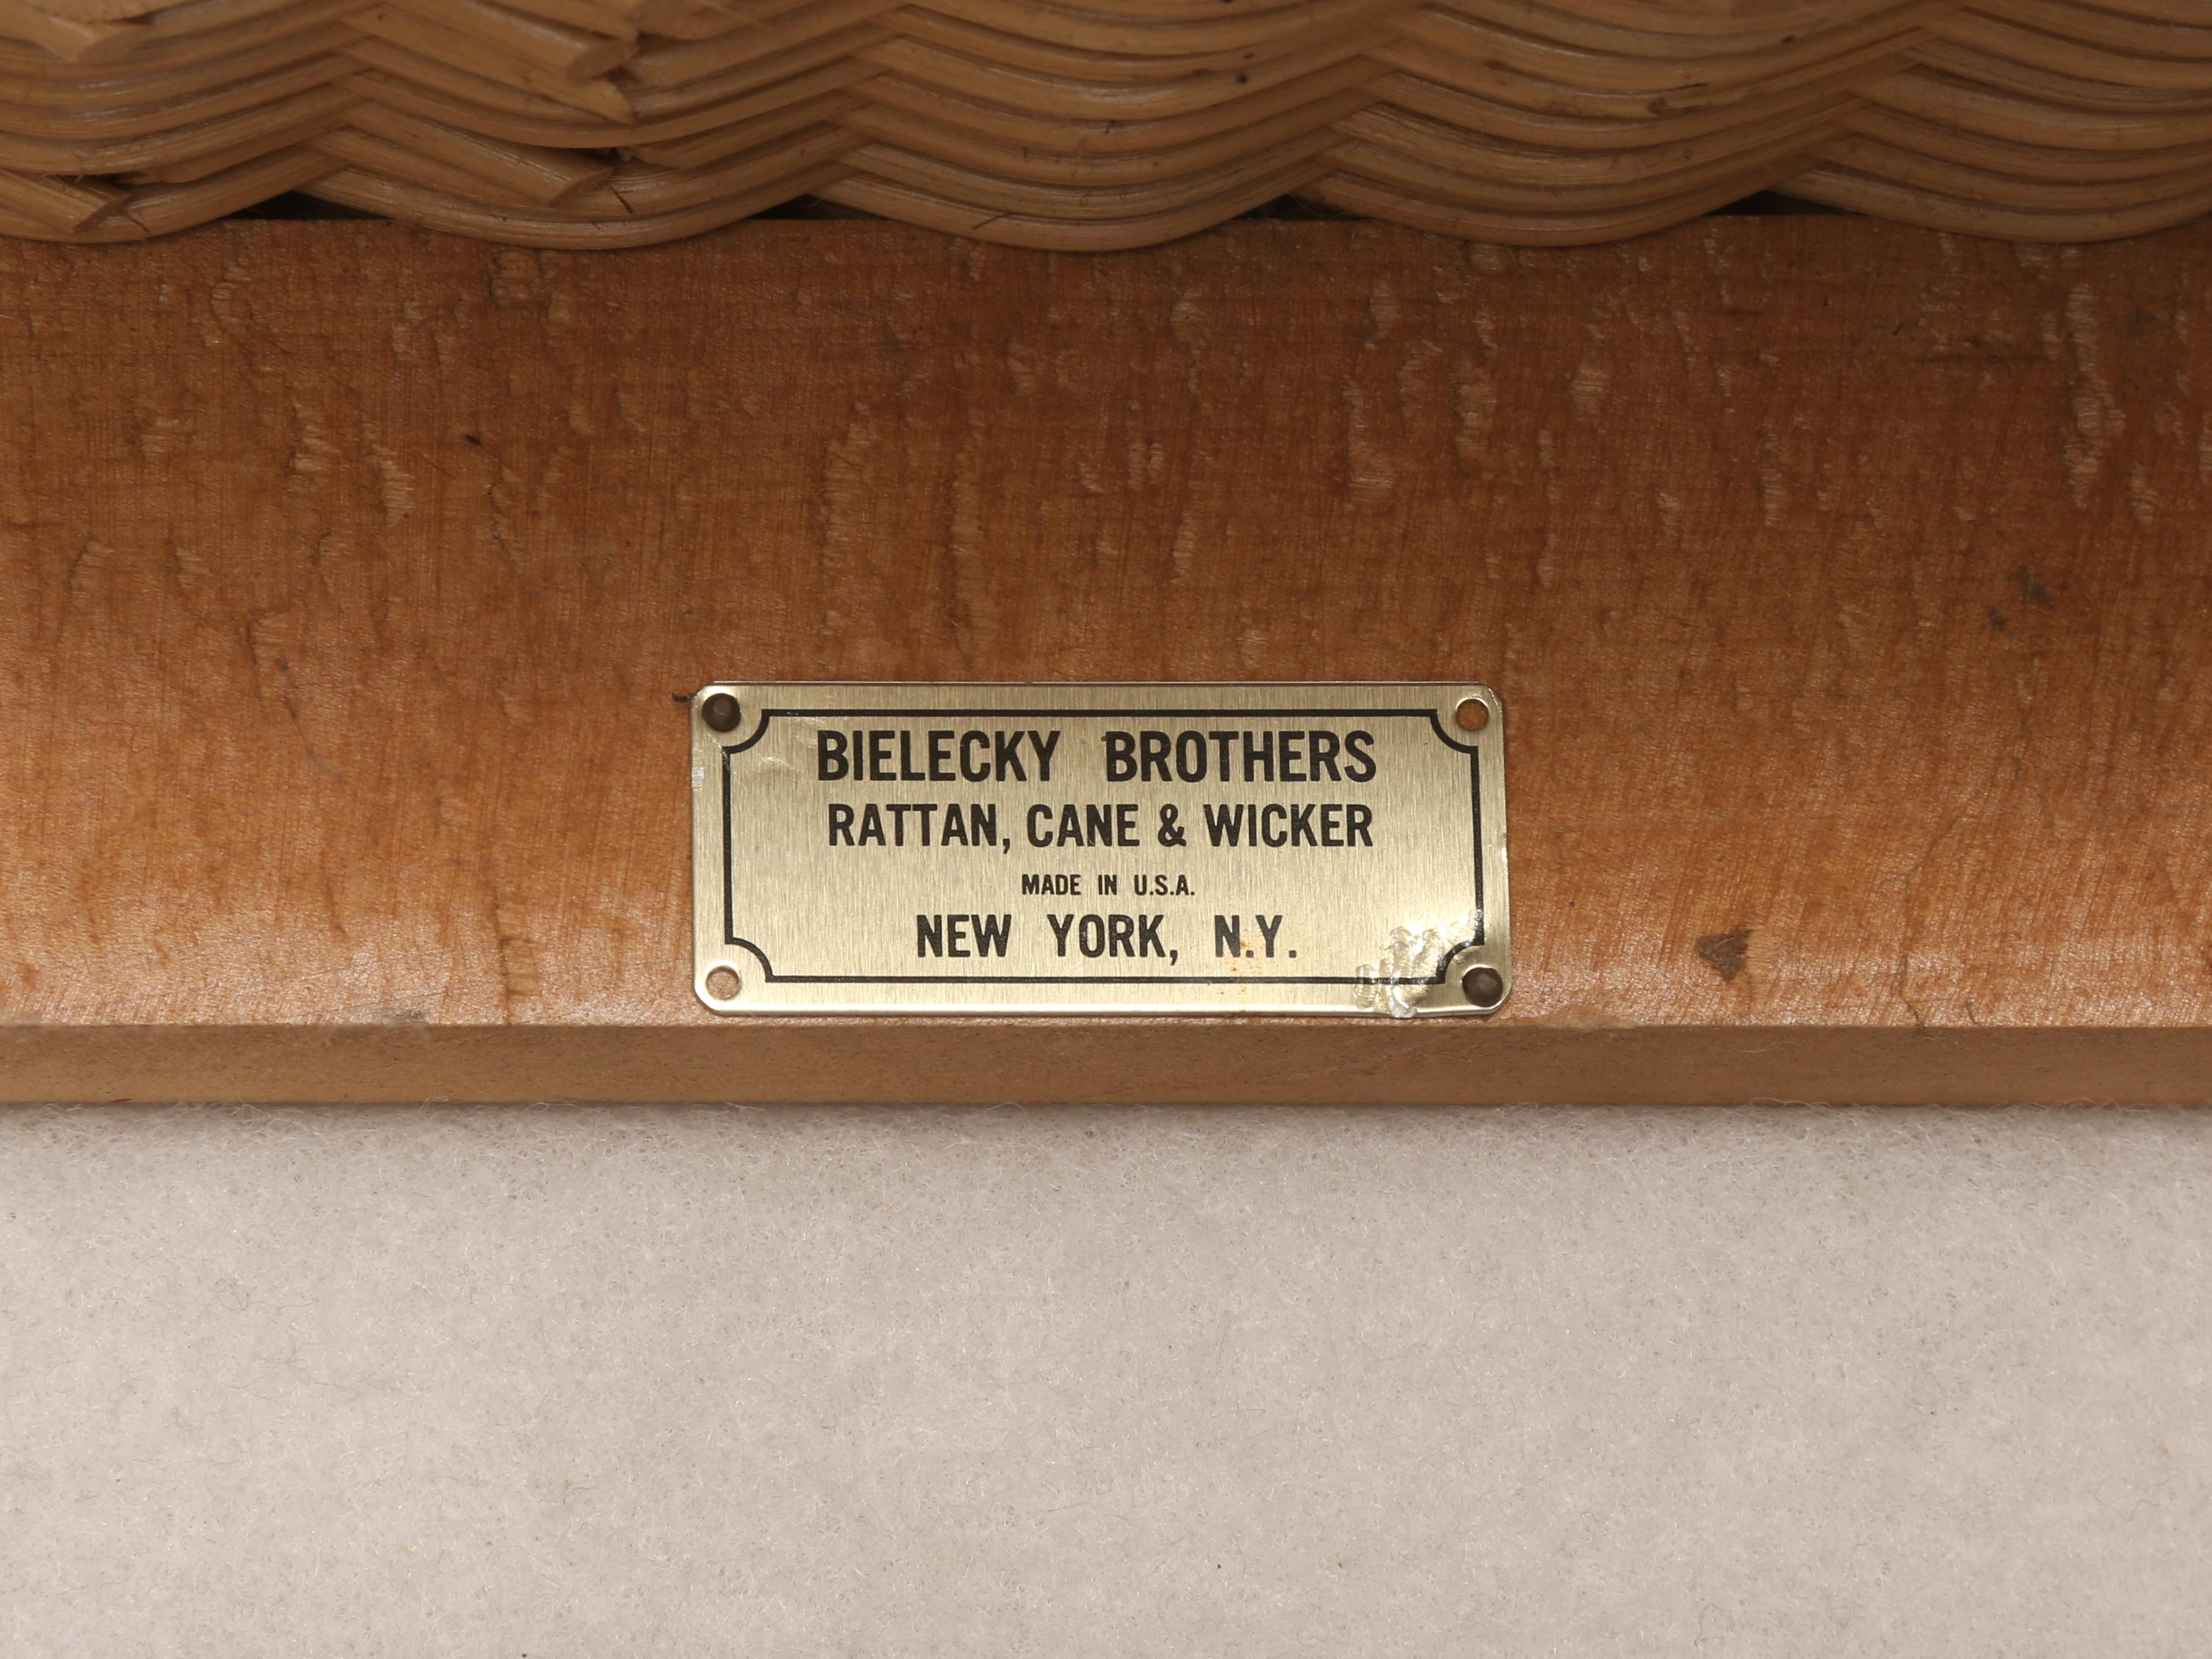 BIELECKY BROTHERS
RATTAN, CANE & WICKER
MADE IN U.S.A.
NEW YORK, N.Y.